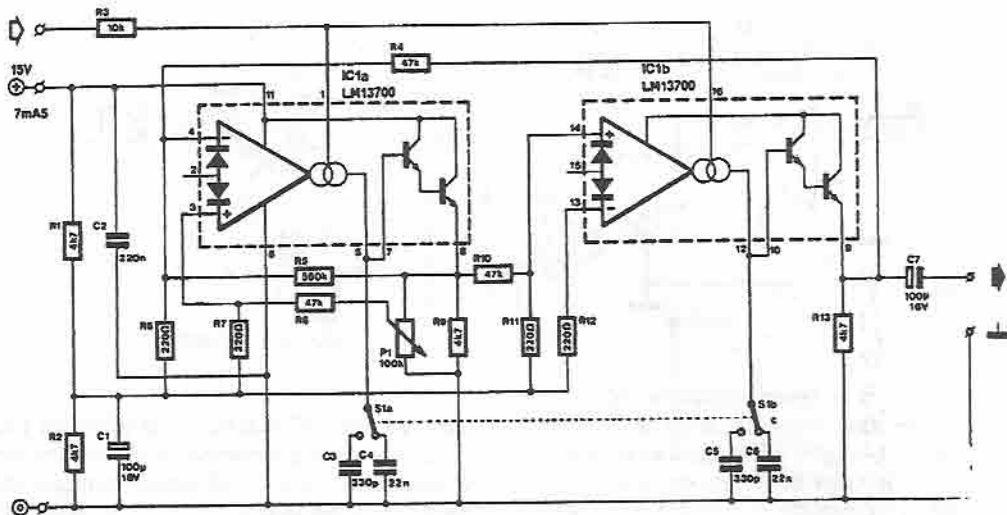 R3
10k
R4
47k
15V
7mA5
IC1a
LM13700
11
1
IC1b
LM13700
16
4
2
3
6
5
7
8
14
15
13
12
10
9
R1
4k7
C2
220n
R5
560k
R6
47k
R6
220Ω
R7
220Ω
P1
100k
R9
4k7
R10
47k
R11
220Ω
R12
220Ω
R13
4k7
C7
100µ
16V
S1a
S1b
c
R2
4k7
C1
100µ
16V
C3
330p
C4
22n
C5
330p
C6
22n